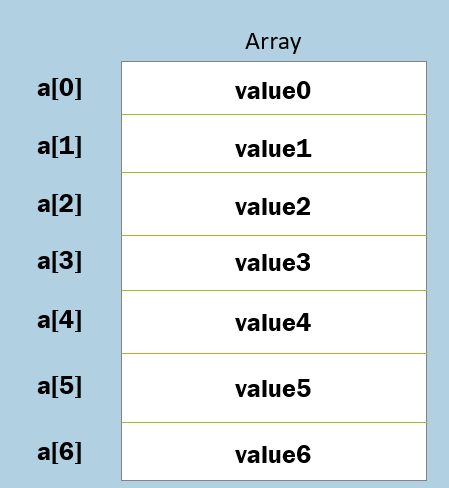 Array
a[0] value0
a[1] value1
a[2] value2
a[3] value3
a[4] value4
a[5] value5
a[6] value6